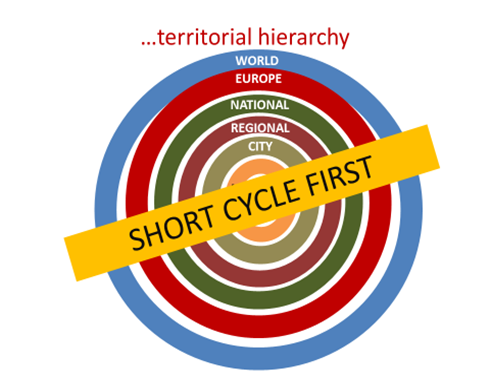 ...territorial hierarchy
WORLD
EUROPE
NATIONAL
REGIONAL
CITY
SHORT CYCLE FIRST